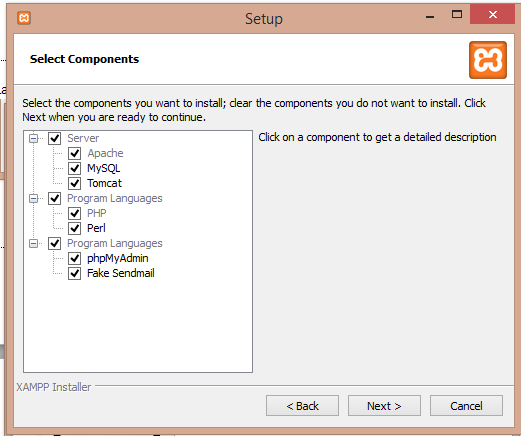 Setup
Select Components
Select the components you want to install; clear the components you do not want to install. Click
Next when you are ready to continue.
Server
Apache
MySQL
Tomcat
Program Languages
PHP
Perl
Program Languages
phpMyAdmin
Fake Sendmail
Click on a component to get a detailed description
XAMPP Installer
< Back
Next >
Cancel